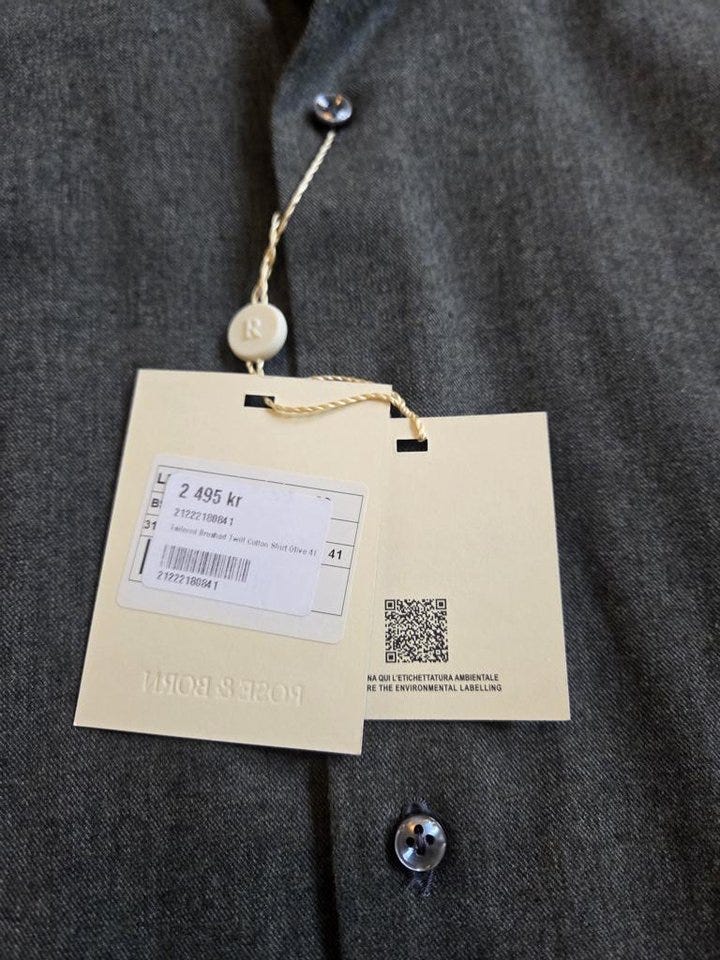 R
2 495 kr
21222180841
Tailored Brushed Twill Cotton Shirt Olive 41
21222180841
L
B
31
41
ROSE & BORN
NA QUI L'ETICHETTATURA AMBIENTALE
RE THE ENVIRONMENTAL LABELLING